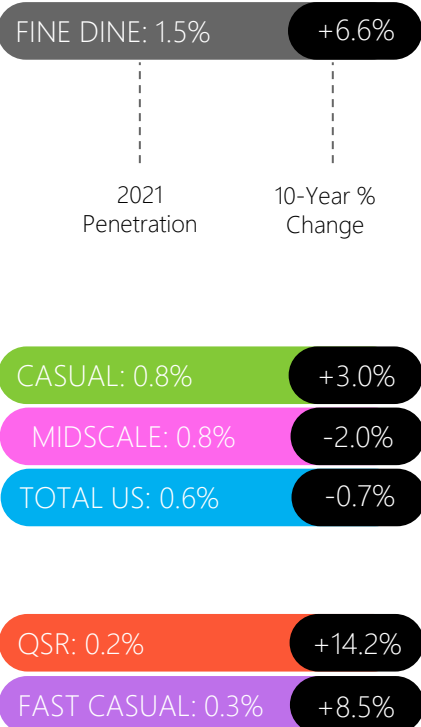 FINE DINE: 1.5% +6.6%
2021 10-Year %
Penetration Change
CASUAL: 0.8% +3.0%
MIDSCALE: 0.8% -2.0%
TOTAL US: 0.6% -0.7%
QSR: 0.2% +14.2%
FAST CASUAL: 0.3% +8.5%